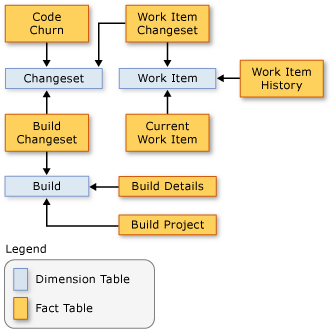 Code
Churn
Work Item
Changeset
Changeset
Work Item
Work Item
History
Build
Changeset
Current
Work Item
Build
Build Details
Build Project
Legend
Dimension Table
Fact Table